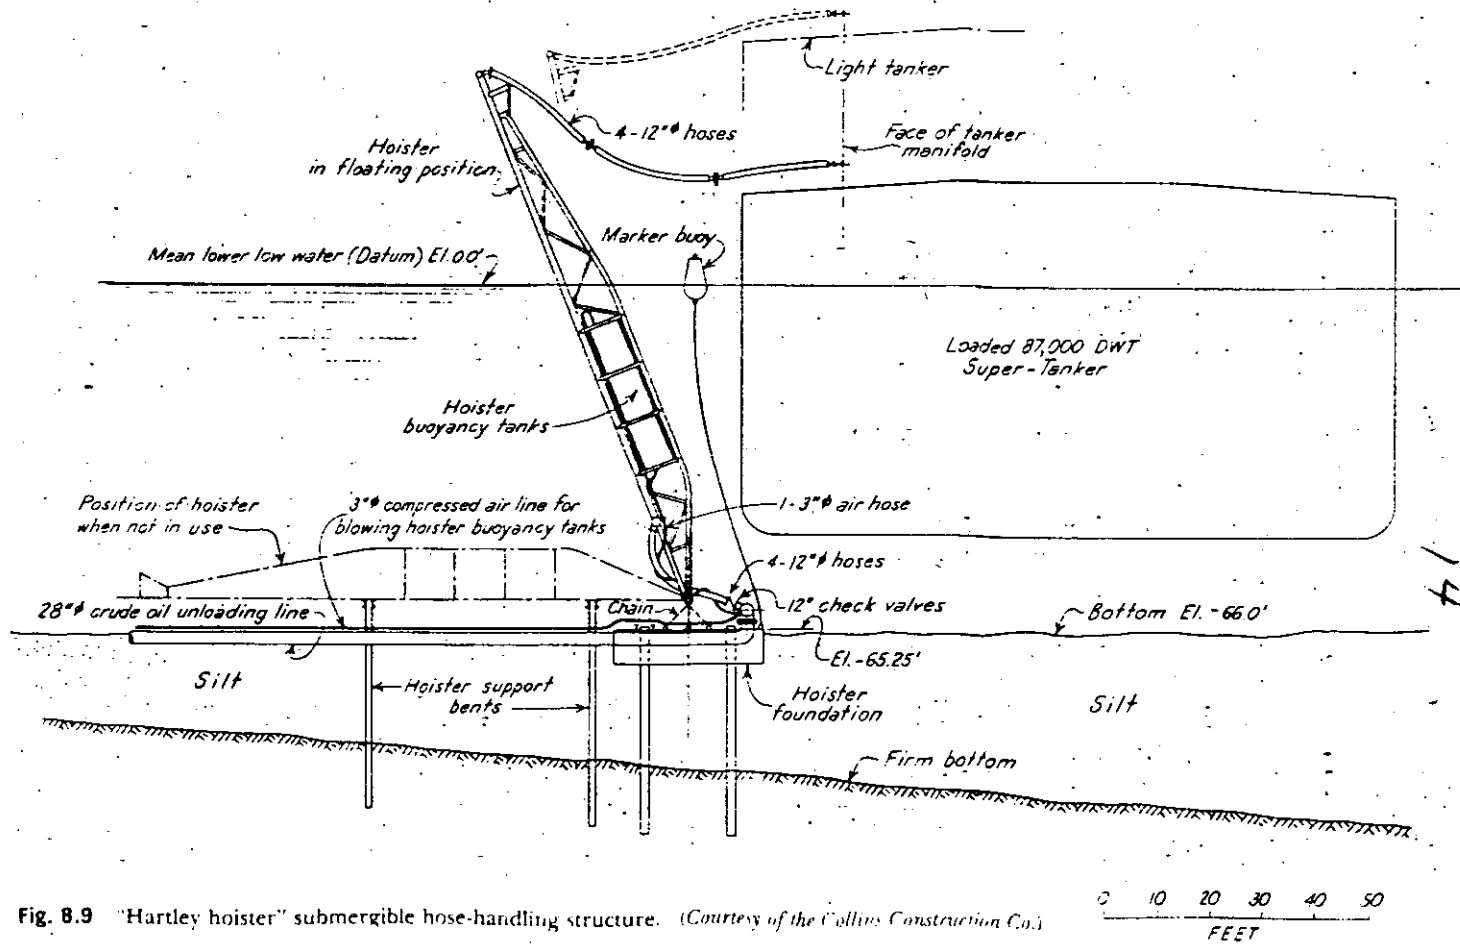 Light tanker
4-12"φ hoses
Face of tanker
manifold
Hoister
in floating position
Marker buoy
Mean lower low water (Datum) El.00'
Loaded 87,000 DWT
Super-Tanker
Hoister
buoyancy tanks
Position of hoister
when not in use
3"φ compressed air line for
blowing hoister buoyancy tanks
1-3"φ air hose
4-12"φ hoses
28"φ crude oil unloading line
Chain
12" check valves
Bottom El. -66.0'
El.-65.25'
Silt
Hoister support
bents
Hoister
foundation
Silt
Firm bottom
14
0 10 20 30 40 50
FEET
Fig. 8.9 "Hartley hoister" submergible hose-handling structure. (Courtesy of the Collins Construction Co.)